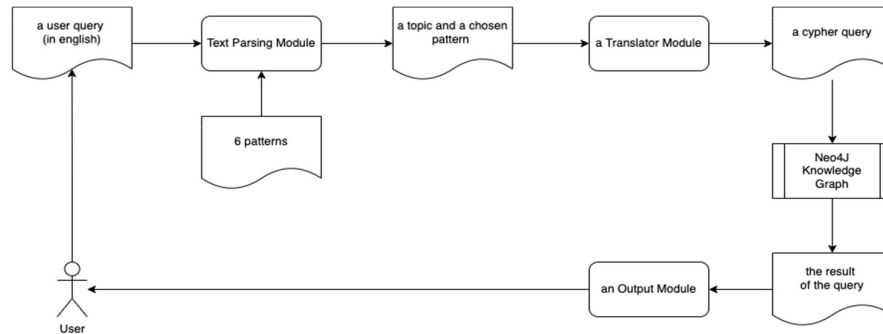 a user query
(in english)
Text Parsing Module
a topic and a chosen
pattern
a Translator Module
a cypher query
6 patterns
Neo4J
Knowledge
Graph
the result
of the query
an Output Module
User